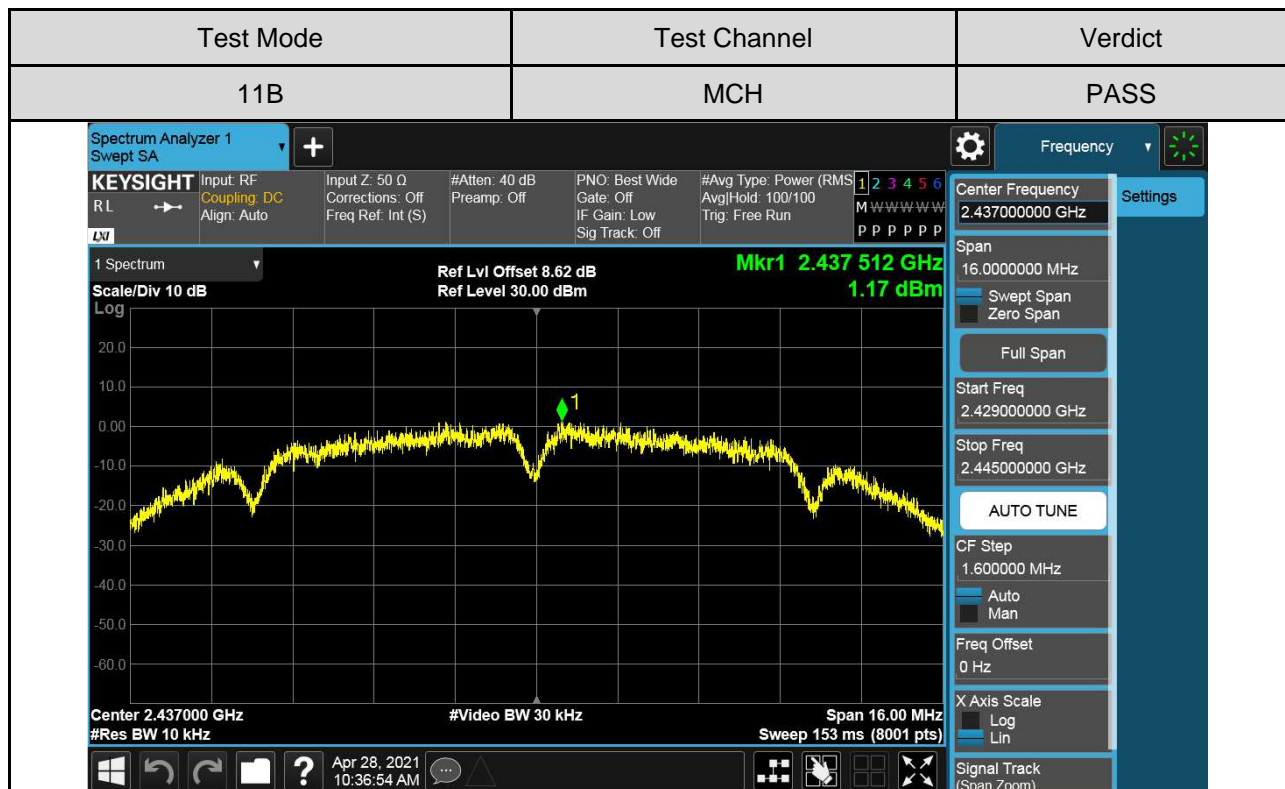 Test Mode Test Channel Verdict
11B MCH PASS
Spectrum Analyzer 1
Swept SA
+
Frequency
KEYSIGHT
R L
LXI
Input: RF
Coupling: DC
Align: Auto
Input Z: 50 Ω
Corrections: Off
Freq Ref: Int (S)
#Atten: 40 dB
Preamp: Off
PNO: Best Wide
Gate: Off
IF Gain: Low
Sig Track: Off
#Avg Type: Power (RMS
Avg|Hold: 100/100
Trig: Free Run
1 2 3 4 5 6
M W W W W W
P P P P P P
1 Spectrum
Scale/Div 10 dB
Ref Lvl Offset 8.62 dB
Ref Level 30.00 dBm
Mkr1 2.437 512 GHz
1.17 dBm
Log
20.0
10.0
0.00
-10.0
-20.0
-30.0
-40.0
-50.0
-60.0
1
Center 2.437000 GHz #Video BW 30 kHz Span 16.00 MHz
#Res BW 10 kHz Sweep 153 ms (8001 pts)
?
Apr 28, 2021
10:36:54 AM
Center Frequency
2.437000000 GHz
Settings
Span
16.0000000 MHz
Swept Span
Zero Span
Full Span
Start Freq
2.429000000 GHz
Stop Freq
2.445000000 GHz
AUTO TUNE
CF Step
1.600000 MHz
Auto
Man
Freq Offset
0 Hz
X Axis Scale
Log
Lin
Signal Track
(Span Zoom)